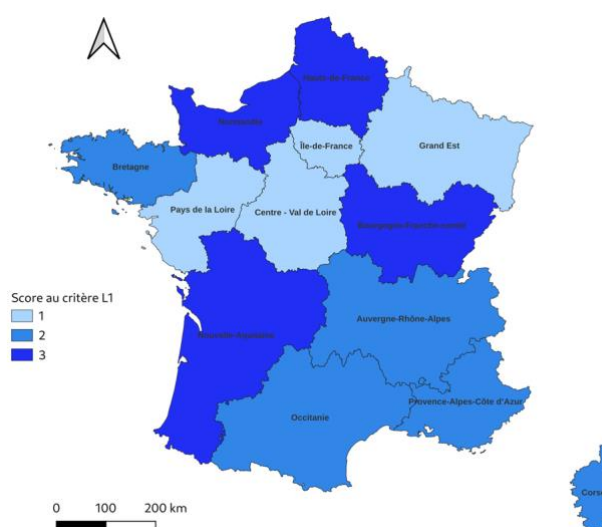 Hauts-de-France
Normandie
Île-de-France
Grand Est
Bretagne
Pays de la Loire
Centre - Val de Loire
Bourgogne-Franche-Comté
Score au critère L1
1
2
3
Auvergne-Rhône-Alpes
Nouvelle-Aquitaine
Provence-Alpes-Côte d'Azur
Occitanie
Cors
0 100 200 km